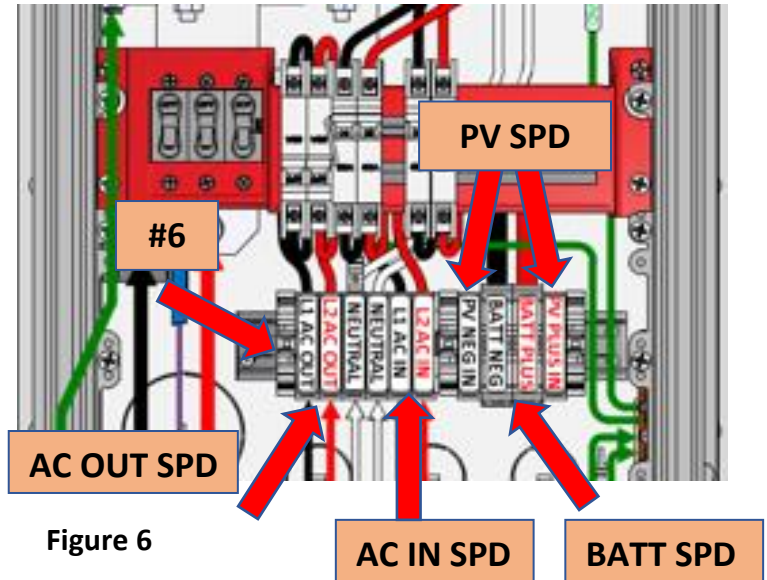 PV SPD
#6
L1 AC OUT
L2 AC OUT
NEUTRAL
NEUTRAL
L1 AC IN
L2 AC IN
PV NEG IN
BATT NEG
BATT PLUS
PV PLUS IN
AC OUT SPD
Figure 6
AC IN SPD
BATT SPD